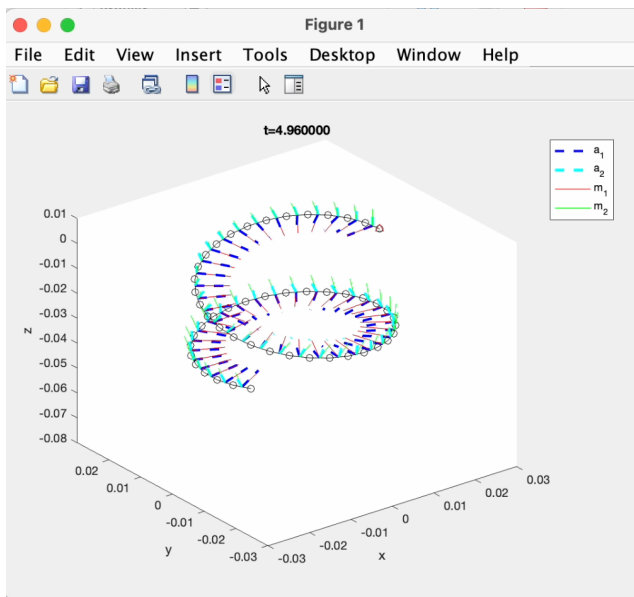 Figure 1
File Edit View Insert Tools Desktop Window Help
t=4.960000
a1
a2
m1
m2
0.01
0
-0.01
-0.02
-0.03
-0.04
-0.05
-0.06
-0.07
-0.08
z
0.02
0.01
0
-0.01
-0.02
-0.03
y
-0.03
-0.02
-0.01
0
0.01
0.02
0.03
x